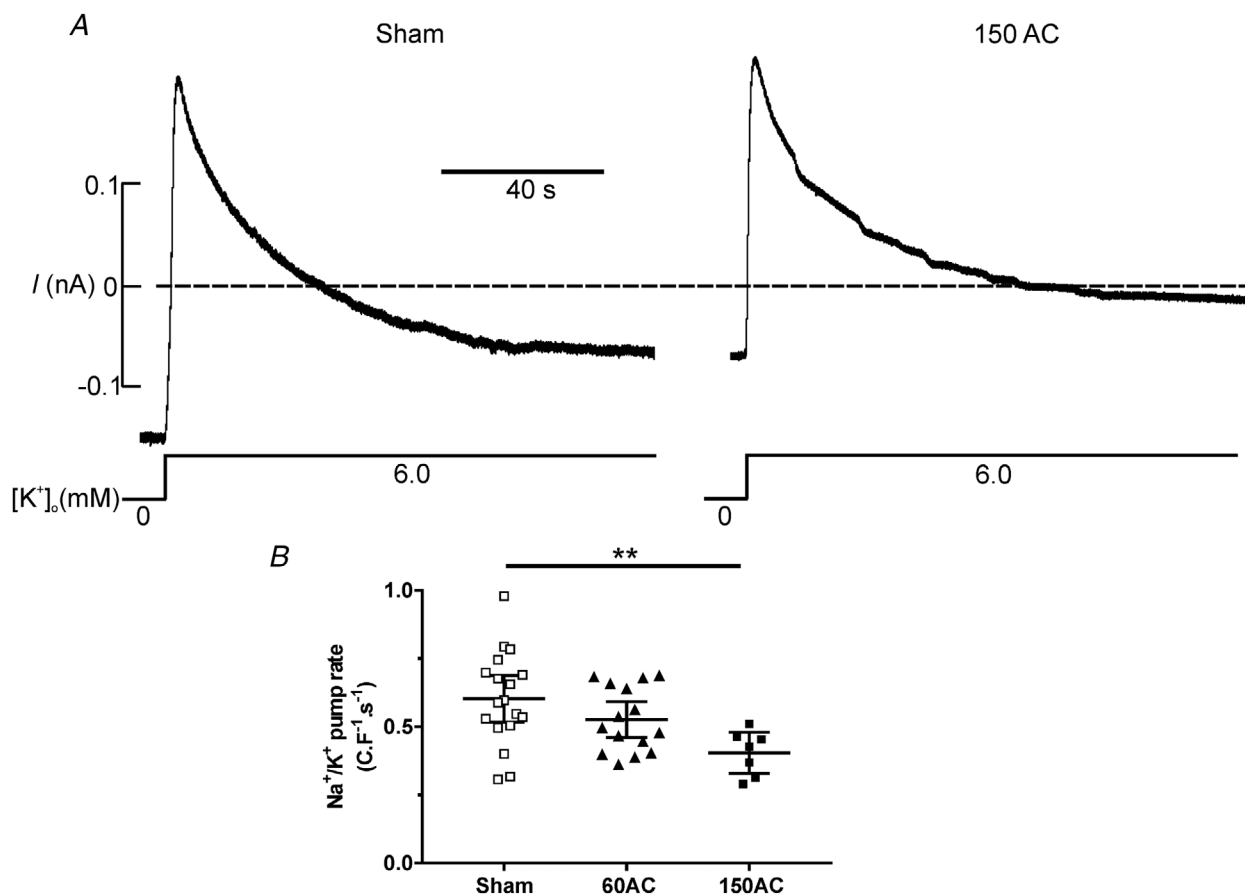 A
Sham
150 AC
0.1
40 s
I (nA) 0
-0.1
6.0
6.0
[K⁺]ₒ(mM)
0
0
B
**
1.0
0.5
0.0
Na⁺/K⁺ pump rate
(C.F⁻¹.s⁻¹)
Sham 60AC 150AC